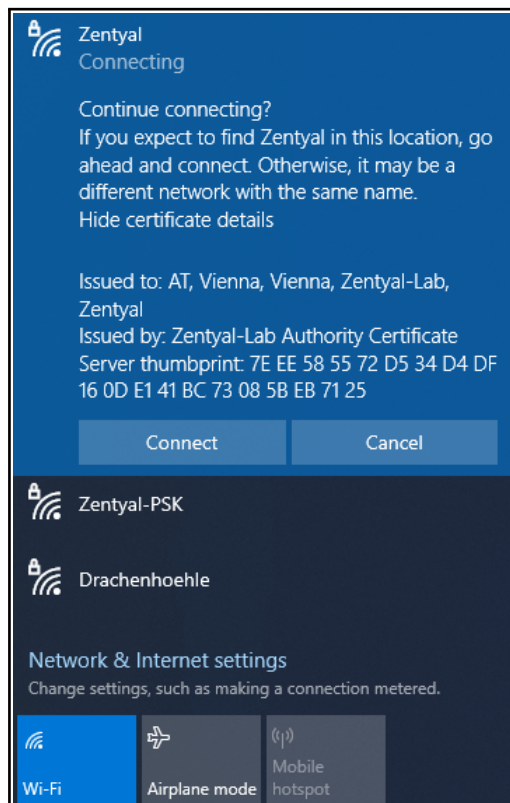 Zentyal
Connecting
Continue connecting?
If you expect to find Zentyal in this location, go
ahead and connect. Otherwise, it may be a
different network with the same name.
Hide certificate details
Issued to: AT, Vienna, Vienna, Zentyal-Lab,
Zentyal
Issued by: Zentyal-Lab Authority Certificate
Server thumbprint: 7E EE 58 55 72 D5 34 D4 DF
16 0D E1 41 BC 73 08 5B EB 71 25
Connect Cancel
Zentyal-PSK
Drachenhoehle
Network & Internet settings
Change settings, such as making a connection metered.
Mobile
Wi-Fi Airplane mode hotspot